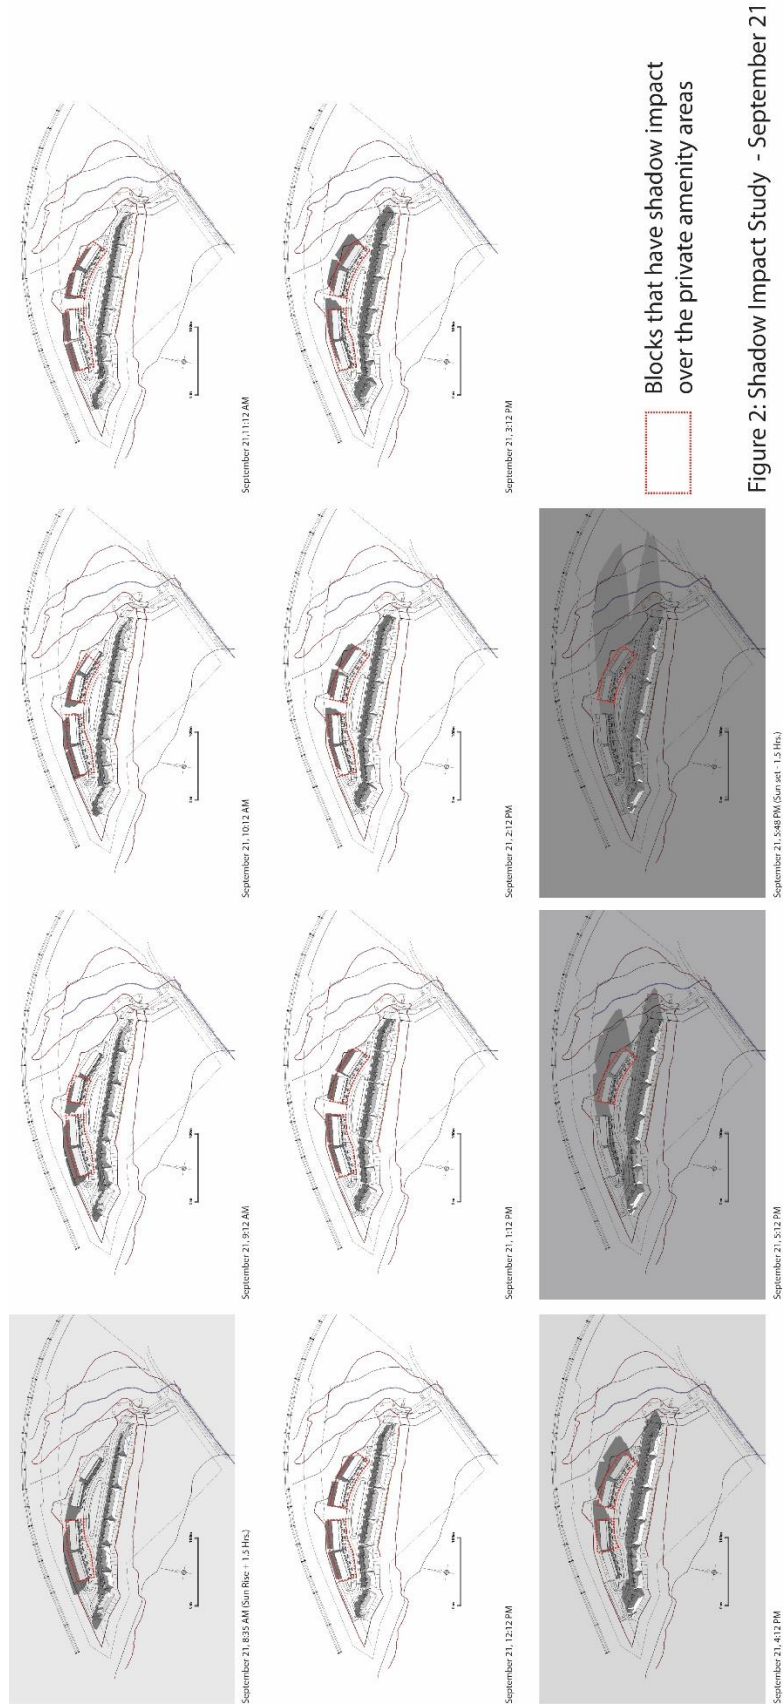 September 21, 8:35 AM (Sun Rise + 1.5 Hrs.)
September 21, 9:12 AM
September 21, 10:12 AM
September 21, 11:12 AM
September 21, 12:12 PM
September 21, 1:12 PM
September 21, 2:12 PM
September 21, 3:12 PM
September 21, 4:12 PM
September 21, 5:12 PM
September 21, 5:48 PM (Sun set - 1.5 Hrs.)
Blocks that have shadow impact
over the private amenity areas
Figure 2: Shadow Impact Study - September 21